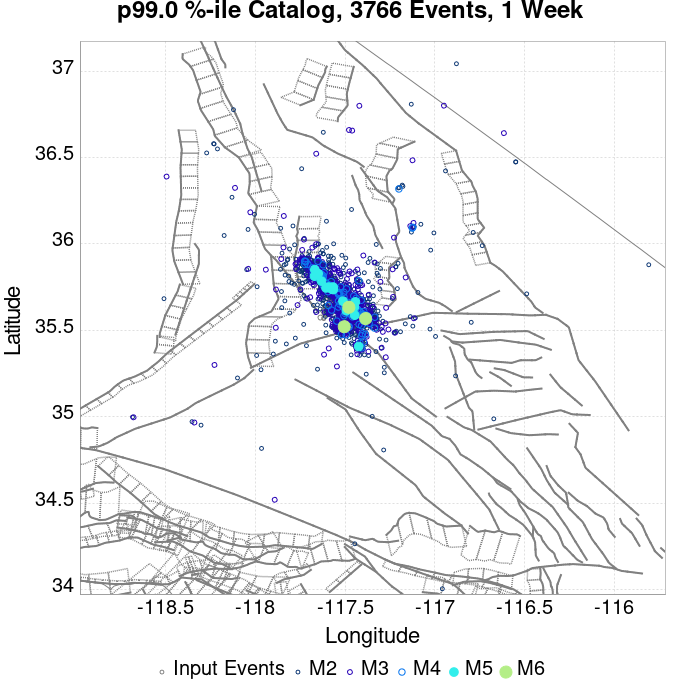 p99.0 %-ile Catalog, 3766 Events, 1 Week
37
36.5
36
35.5
35
34.5
34
Latitude
-118.5 -118 -117.5 -117 -116.5 -116
Longitude
Input Events M2 M3 M4 M5 M6